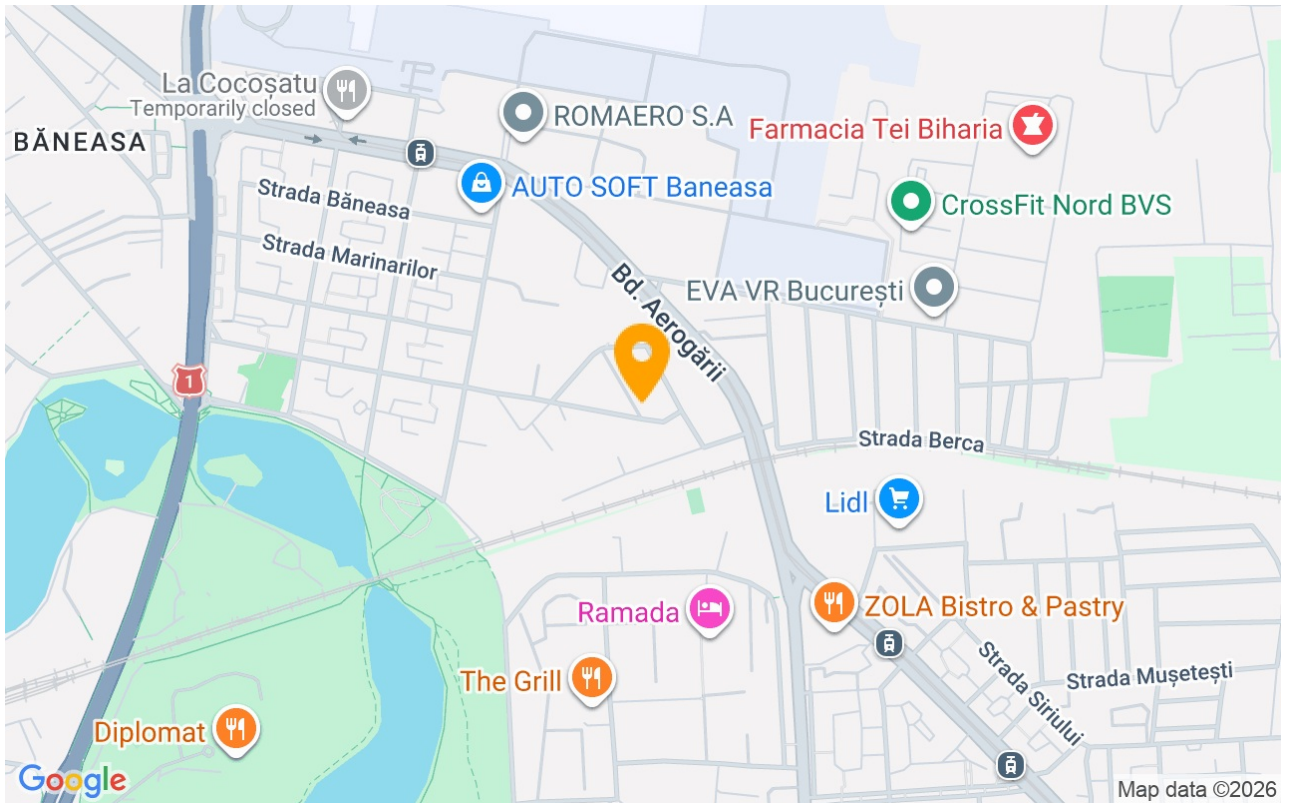 La Cocoșatu
Temporarily closed
ROMAERO S.A
Farmacia Tei Biharia
BĂNEASA
AUTO SOFT Baneasa
Strada Băneasa
CrossFit Nord BVS
Strada Marinarilor
Bd. Aerogării
EVA VR București
1
Strada Berca
Lidl
Ramada
ZOLA Bistro & Pastry
The Grill
Strada Siriului
Strada Mușetești
Diplomat
Google
Map data ©2026